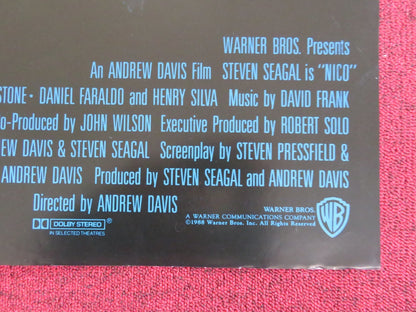 WARNER BROS. Presents
An ANDREW DAVIS Film STEVEN SEAGAL is "NICO"
STONE • DANIEL FARALDO and HENRY SILVA Music by DAVID FRANK
o-Produced by JOHN WILSON Executive Produced by ROBERT SOLO
EW DAVIS & STEVEN SEAGAL Screenplay by STEVEN PRESSFIELD &
ANDREW DAVIS Produced by STEVEN SEAGAL and ANDREW DAVIS
Directed by ANDREW DAVIS
DOLBY STEREO
IN SELECTED THEATRES
WARNER BROS.
A WARNER COMMUNICATIONS COMPANY
©1988 Warner Bros. Inc. All Rights Reserved
WB